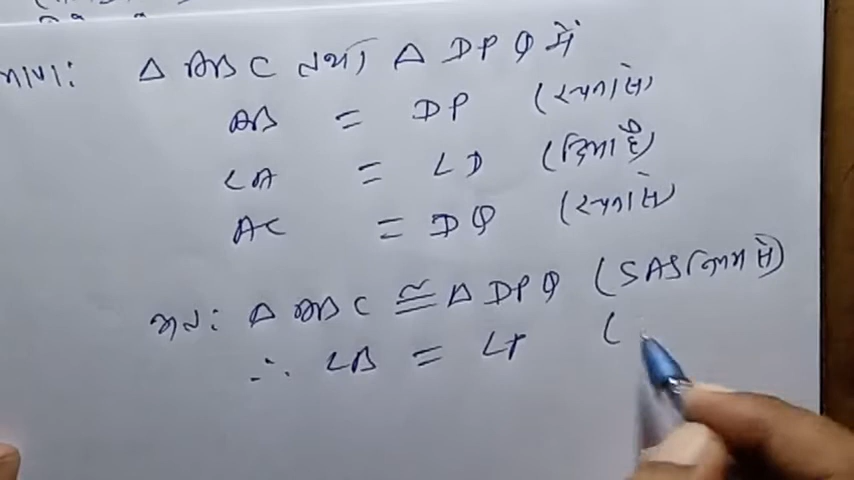 Δ ABC तथा Δ DPQ में
AB = DP (रचना से)
∠A = ∠D (दिया है)
AC = DQ (रचना से)
अतः Δ ABC ≅ Δ DPQ (SAS नियम से)
∴ ∠B = ∠P (